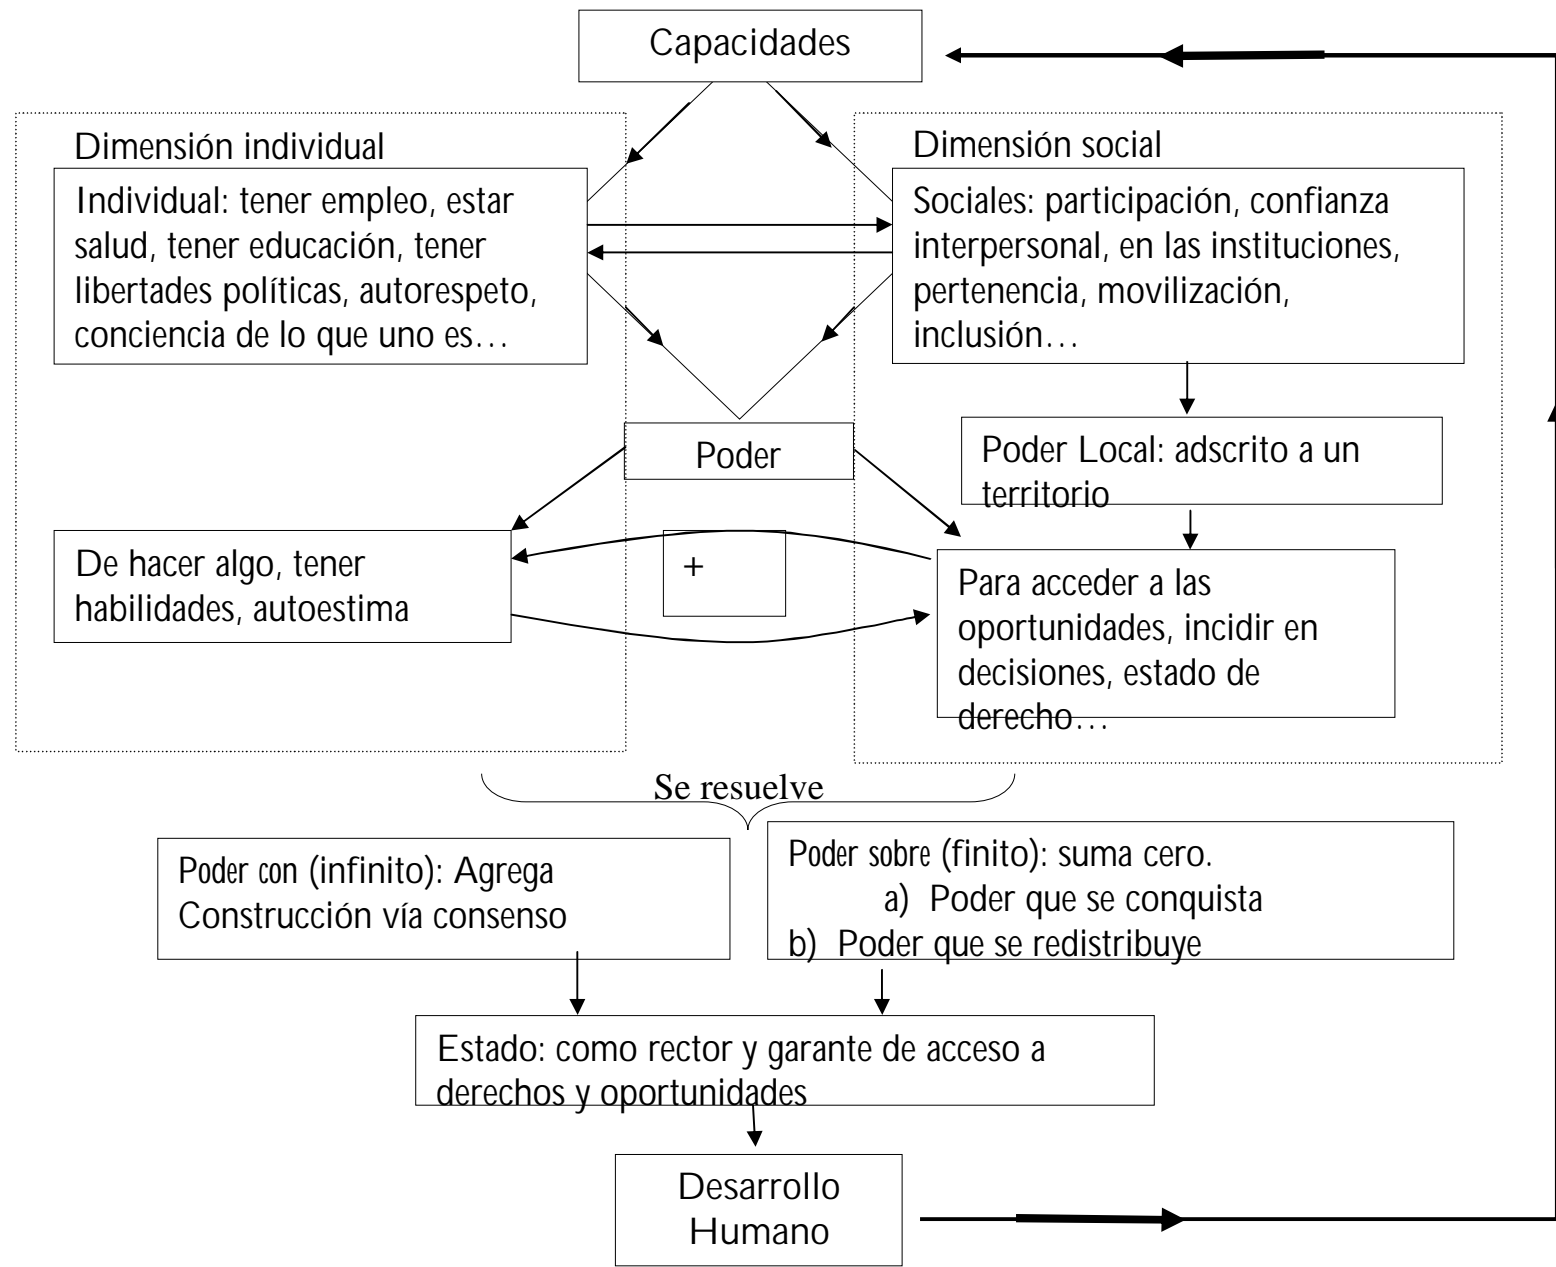 Capacidades
Dimensión individual
Individual: tener empleo, estar
salud, tener educación, tener
libertades políticas, autorespeto,
conciencia de lo que uno es…
Dimensión social
Sociales: participación, confianza
interpersonal, en las instituciones,
pertenencia, movilización,
inclusión…
Poder
Poder Local: adscrito a un
territorio
De hacer algo, tener
habilidades, autoestima
+
Para acceder a las
oportunidades, incidir en
decisiones, estado de
derecho…
Se resuelve
Poder con (infinito): Agrega
Construcción vía consenso
Poder sobre (finito): suma cero.
a) Poder que se conquista
b) Poder que se redistribuye
Estado: como rector y garante de acceso a
derechos y oportunidades
Desarrollo
Humano